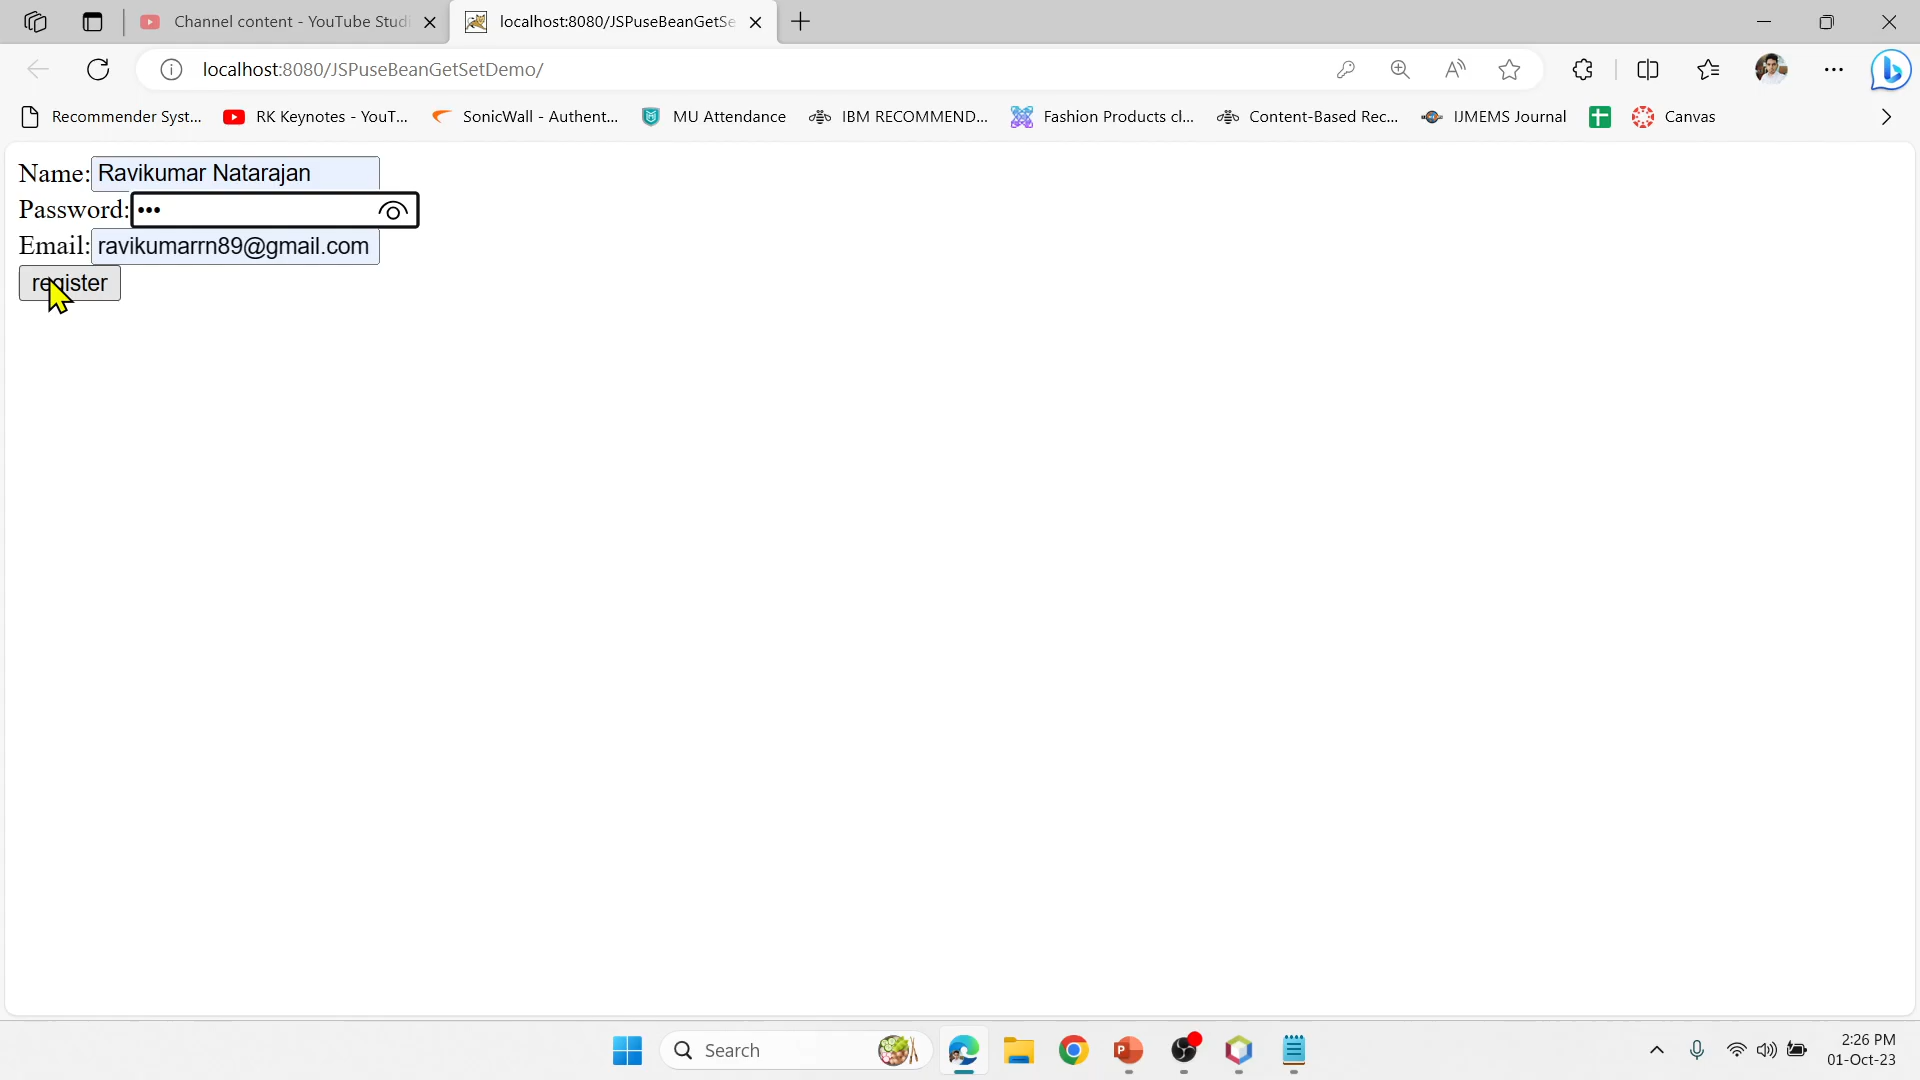 Channel content - YouTube Studi
localhost:8080/JSPuseBeanGetSe
localhost:8080/JSPuseBeanGetSetDemo/
Recommender Syst... RK Keynotes - YouT... SonicWall - Authent... MU Attendance IBM RECOMMEND... Fashion Products cl... Content-Based Rec... IJMEMS Journal Canvas
Name: Ravikumar Natarajan
Password: •••
Email: ravikumarrn89@gmail.com
register
Search
2:26 PM
01-Oct-23